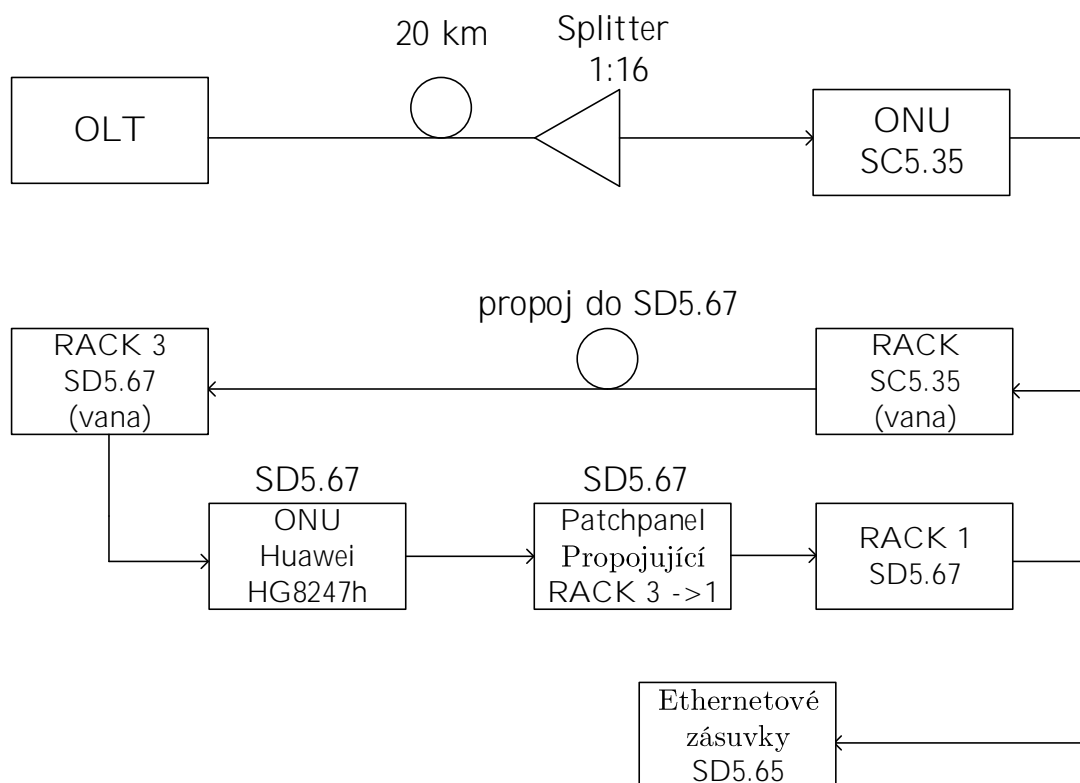 20 km
Splitter
1:16
OLT
ONU
SC5.35
propoj do SD5.67
RACK 3
SD5.67
(vana)
RACK
SC5.35
(vana)
SD5.67
ONU
Huawei
HG8247h
SD5.67
Patchpanel
Propojující
RACK 3 ->1
RACK 1
SD5.67
Ethernetové
zásuvky
SD5.65